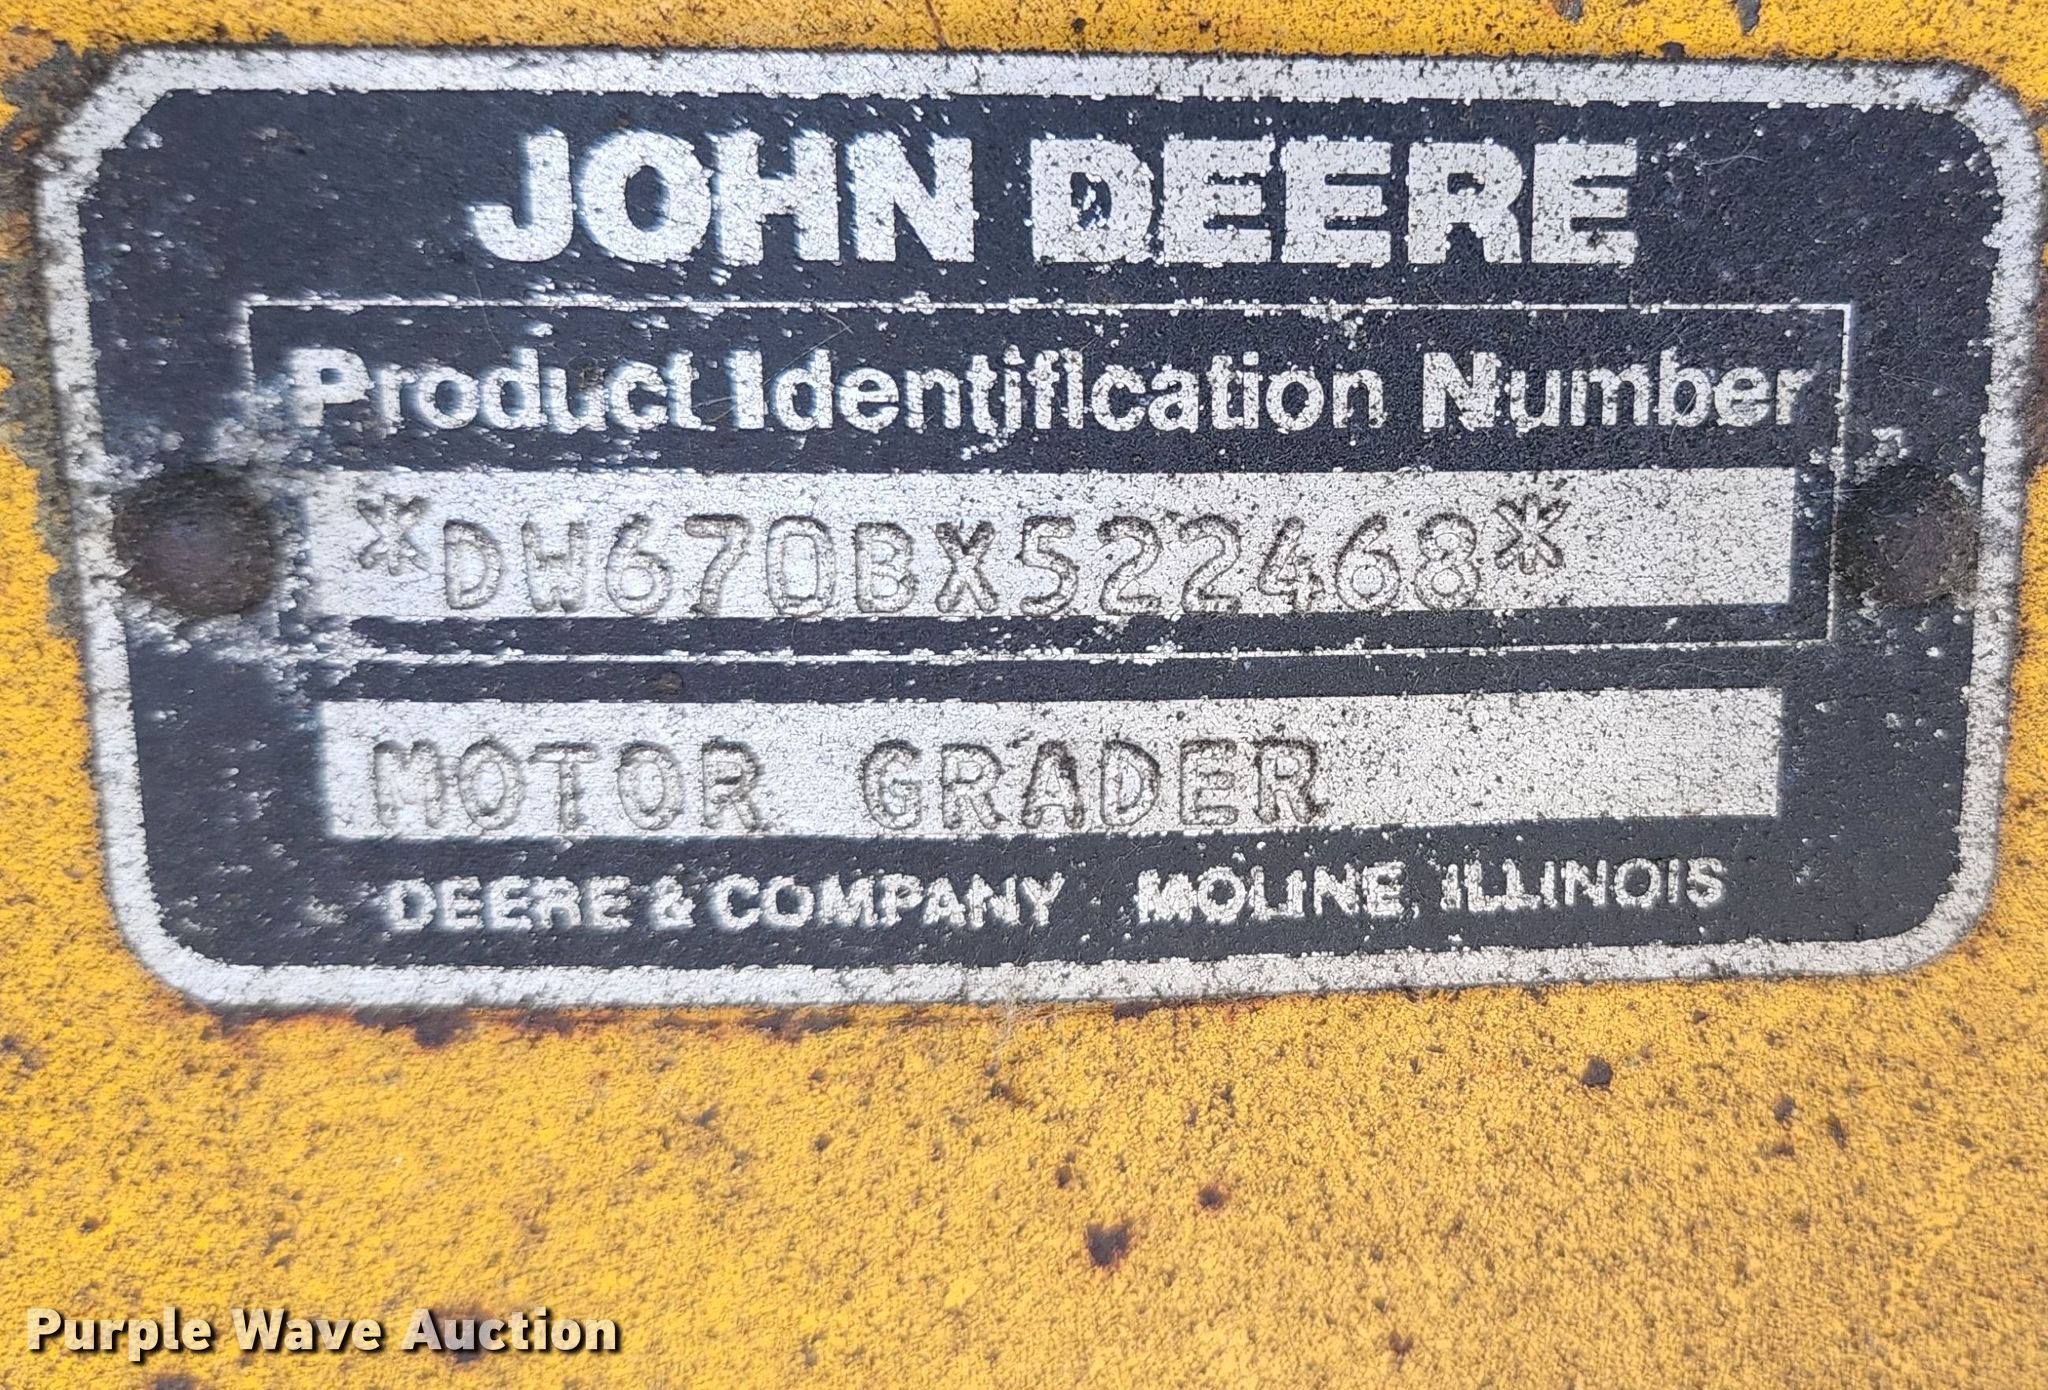 JOHN DEERE
Product Identification Number
*DW670BX522468*
MOTOR GRADER
DEERE & COMPANY MOLINE, ILLINOIS
Purple Wave Auction